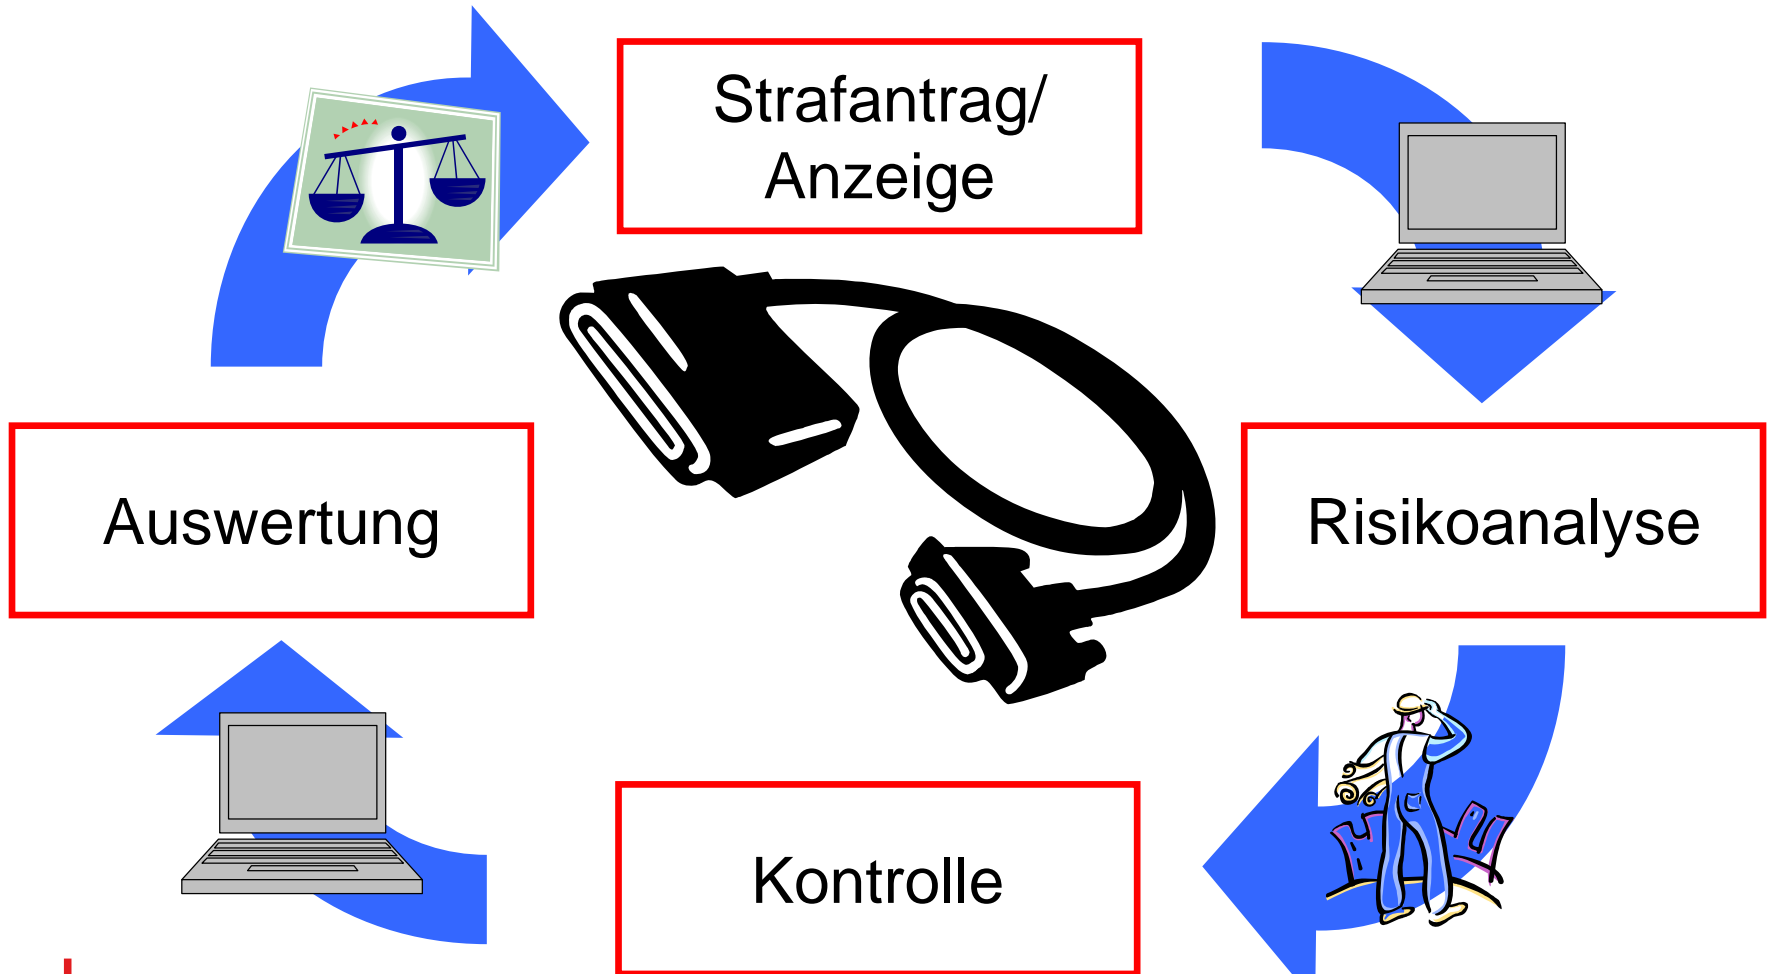 Strafantrag/
Anzeige
Auswertung
Risikoanalyse
Kontrolle